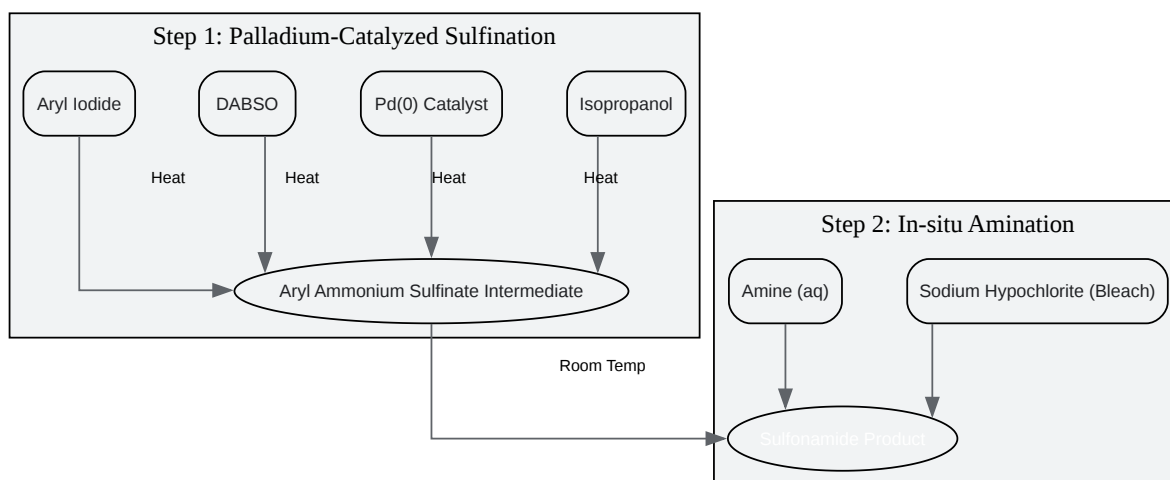 Step 1: Palladium-Catalyzed Sulfination
Aryl Iodide
DABSO
Pd(0) Catalyst
Isopropanol
Heat
Heat
Heat
Heat
Aryl Ammonium Sulfinate Intermediate
Step 2: In-situ Amination
Amine (aq)
Sodium Hypochlorite (Bleach)
Room Temp
Sulfonamide Product